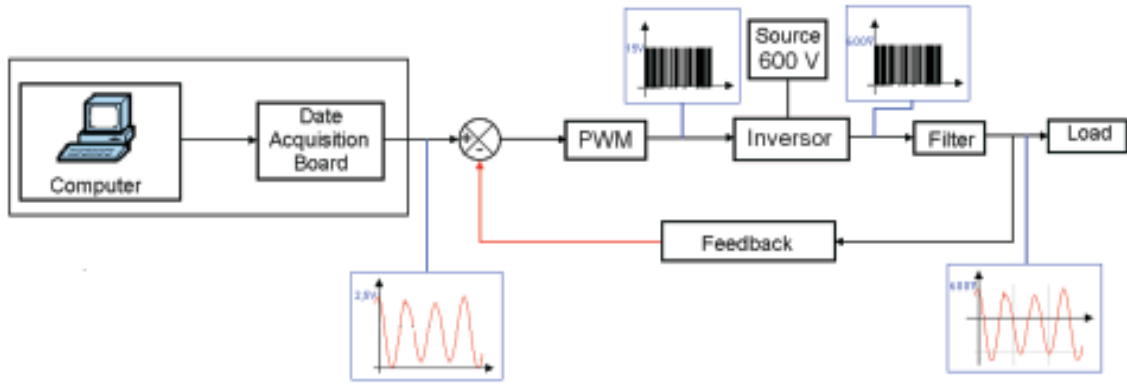 15V
Source
600 V
600V
Computer
Date
Acquisition
Board
+
-
PWM
Inversor
Filter
Load
Feedback
2,5V
600V